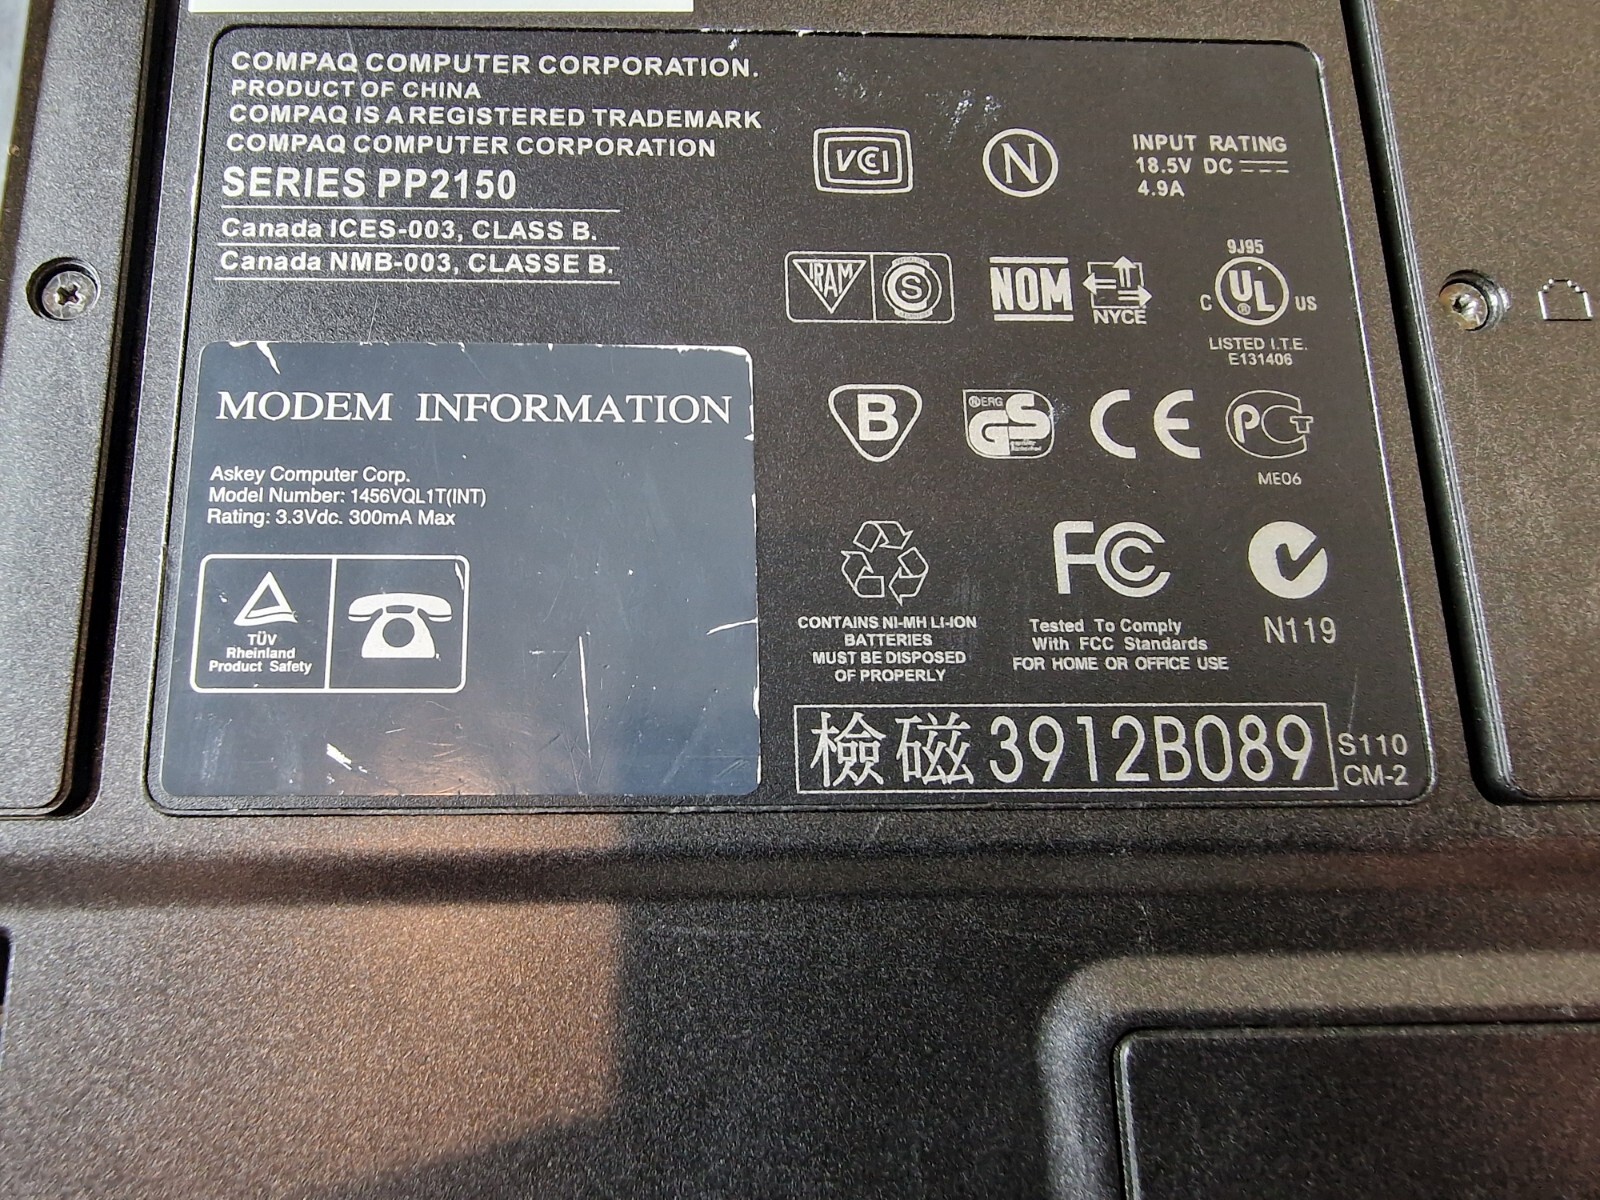 COMPAQ COMPUTER CORPORATION.
PRODUCT OF CHINA
COMPAQ IS A REGISTERED TRADEMARK
COMPAQ COMPUTER CORPORATION
SERIES PP2150
Canada ICES-003, CLASS B.
Canada NMB-003, CLASSE B.
VCI
N
INPUT RATING
18.5V DC
4.9A
IRAM
S
NOM
NYCE
9J95
C UL ® US
LISTED I.T.E.
E131406
MODEM INFORMATION
Askey Computer Corp.
Model Number: 1456VQL1T(INT)
Rating: 3.3Vdc. 300mA Max
TÜV
Rheinland
Product Safety
B
N ERG
GS
CE
PCT
ME06
CONTAINS NI-MH LI-ION
BATTERIES
MUST BE DISPOSED
OF PROPERLY
FC
Tested To Comply
With FCC Standards
FOR HOME OR OFFICE USE
N119
檢磁 3912B089
S110
CM-2